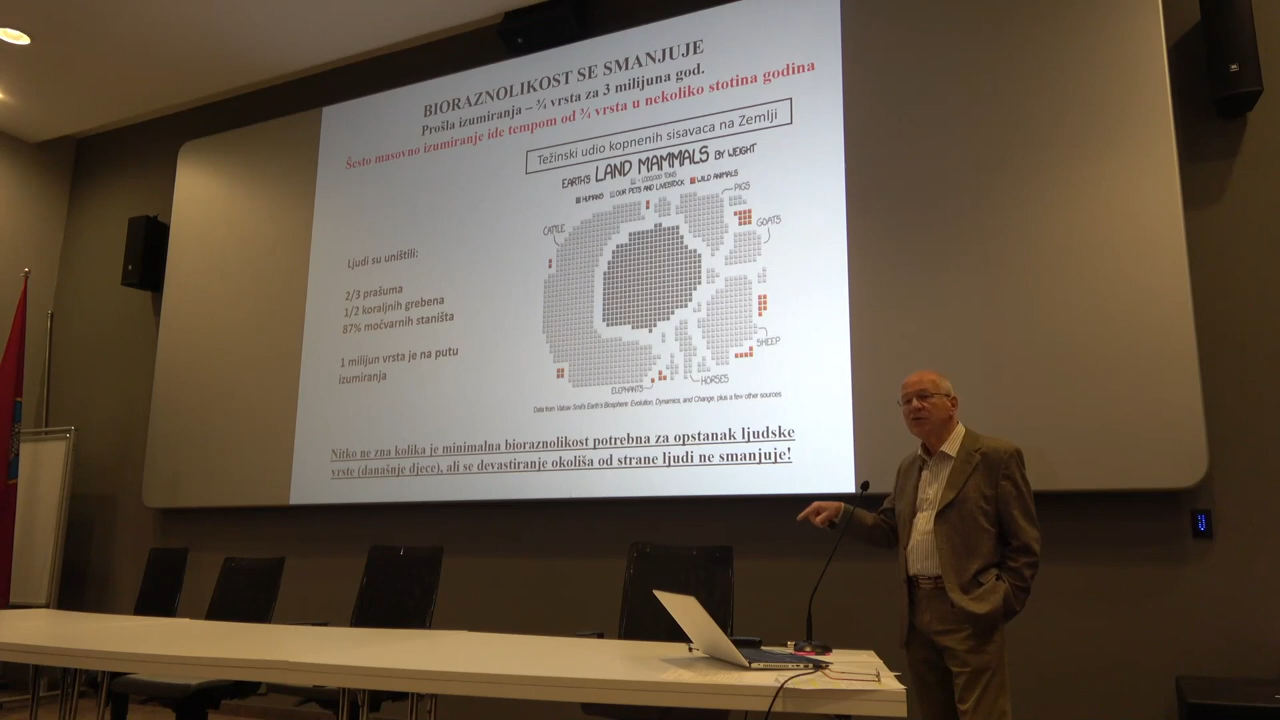 BIORAZNOLIKOST SE SMANJUJE
Prošla izumiranja – ¾ vrsta za 3 milijuna god.
Šesto masovno izumiranje ide tempom od ¾ vrsta u nekoliko stotina godina
Težinski udio kopnenih sisavaca na Zemlji
EARTH'S LAND MAMMALS BY WEIGHT
= 1,000,000 TONS
HUMANS OUR PETS AND LIVESTOCK WILD ANIMALS
PIGS
CATTLE
GOATS
SHEEP
ELEPHANTS
HORSES
Data from Vaclav Smil's Earth's Biosphere: Evolution, Dynamics, and Change, plus a few other sources
Ljudi su uništili:
2/3 prašuma
1/2 koraljnih grebena
87% močvarnih staništa
1 milijun vrsta je na putu
izumiranja
Nitko ne zna kolika je minimalna bioraznolikost potrebna za opstanak ljudske
vrste (današnje djece), ali se devastiranje okoliša od strane ljudi ne smanjuje!